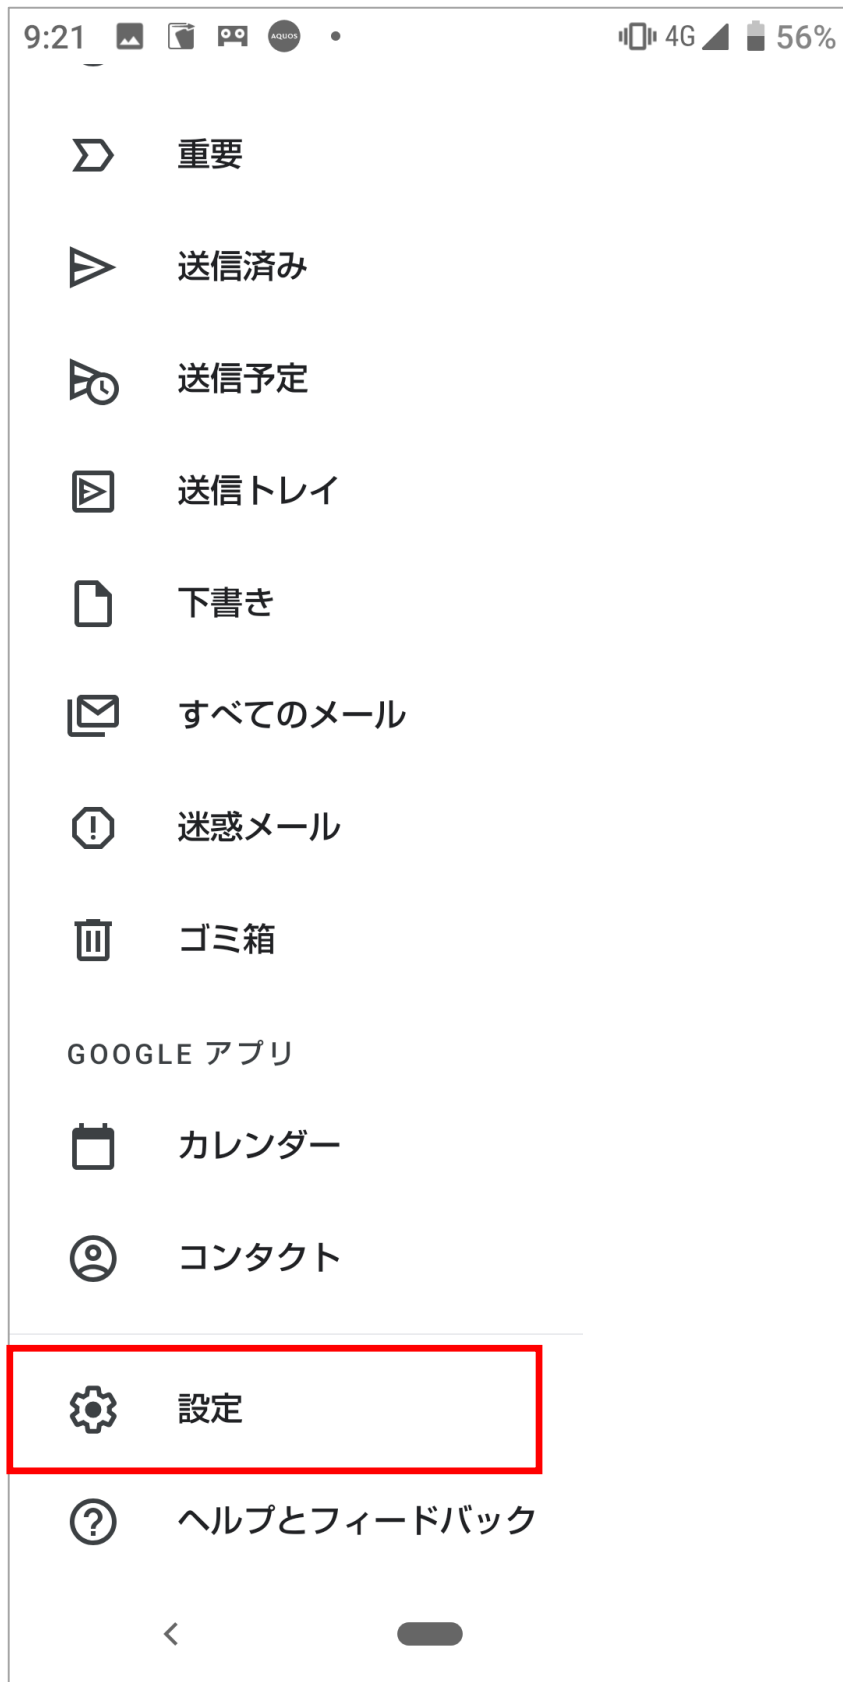 9:21 AQUOS 4G 56%
重要
送信済み
送信予定
送信トレイ
下書き
すべてのメール
迷惑メール
ゴミ箱
GOOGLE アプリ
カレンダー
コンタクト
設定
ヘルプとフィードバック